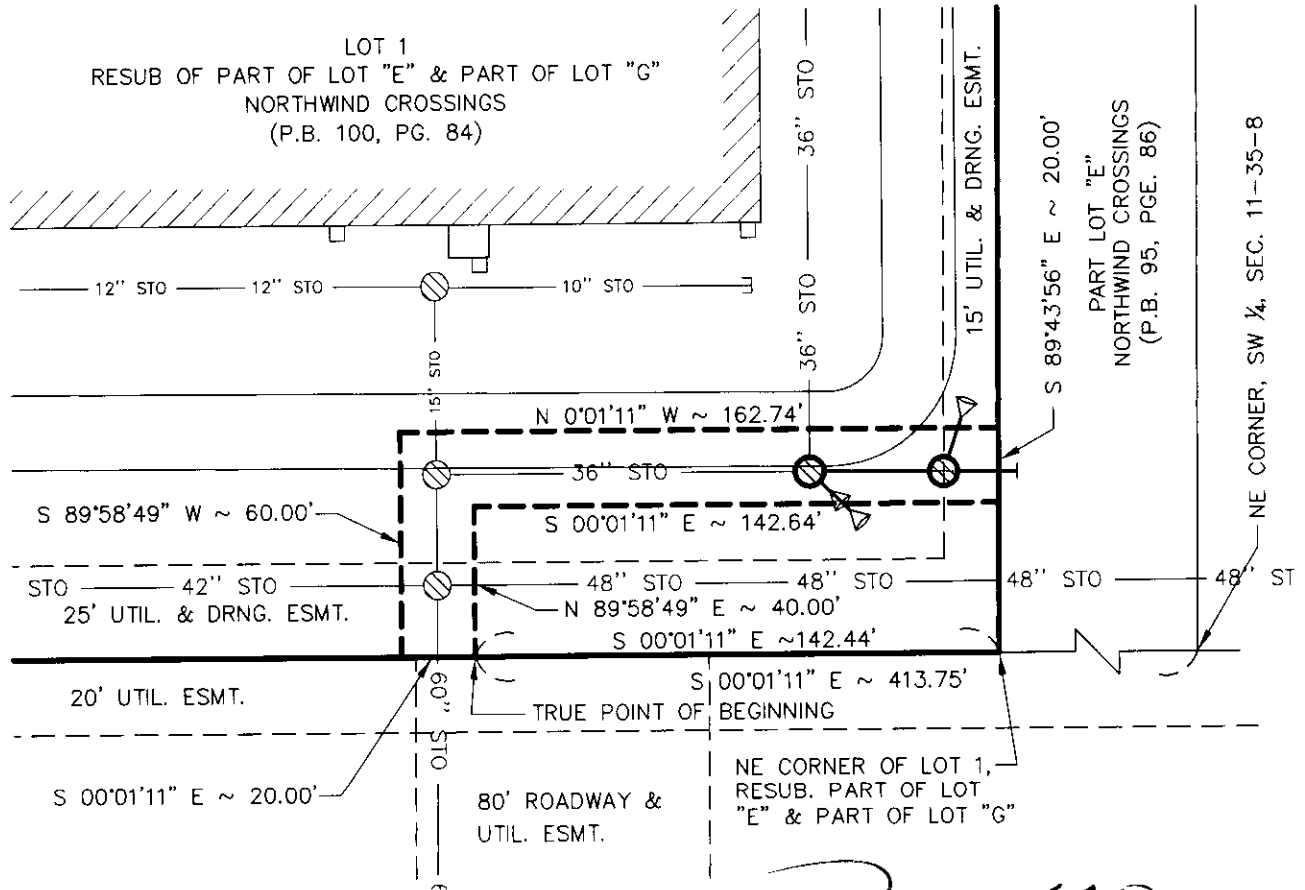 LOT 1
RESUB OF PART OF LOT "E" & PART OF LOT "G"
NORTHWIND CROSSINGS
(P.B. 100, PG. 84)
36" STO
36" STO
36" STO
15' UTIL. & DRNG. ESMT.
S 89°43'56" E ~ 20.00'
PART LOT "E"
NORTHWIND CROSSINGS
(P.B. 95, PGE. 86)
NE CORNER, SW ¼, SEC. 11-35-8
12" STO
12" STO
10" STO
15" STO
N 0°01'11" W ~ 162.74'
36" STO
S 89°58'49" W ~ 60.00'
S 00°01'11" E ~ 142.64'
STO
42" STO
48" STO
48" STO
48" STO
48" ST
25' UTIL. & DRNG. ESMT.
N 89°58'49" E ~ 40.00'
S 00°01'11" E ~142.44'
S 00°01'11" E ~ 413.75'
20' UTIL. ESMT.
60" STO
TRUE POINT OF BEGINNING
S 00°01'11" E ~ 20.00'
80' ROADWAY &
UTIL. ESMT.
NE CORNER OF LOT 1,
RESUB. PART OF LOT
"E" & PART OF LOT "G"
6